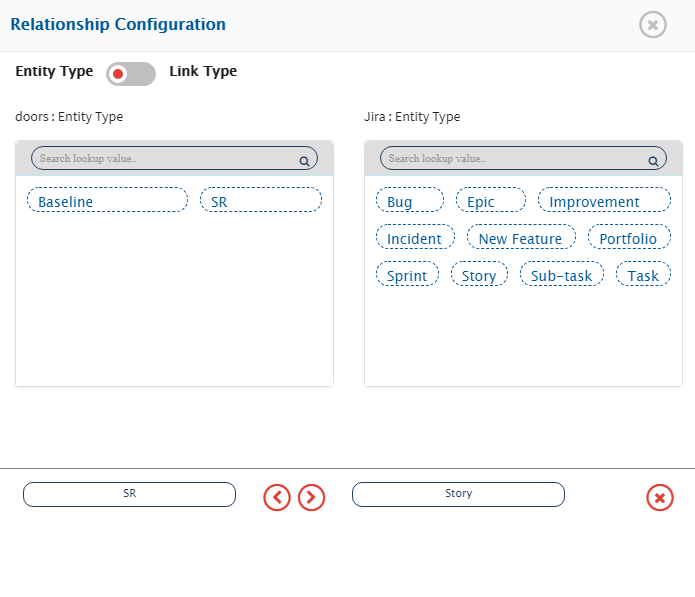 Relationship Configuration
Entity Type Link Type
doors : Entity Type Jira : Entity Type
Search lookup value.. Search lookup value..
Baseline SR Bug Epic Improvement
Incident New Feature Portfolio
Sprint Story Sub-task Task
SR Story